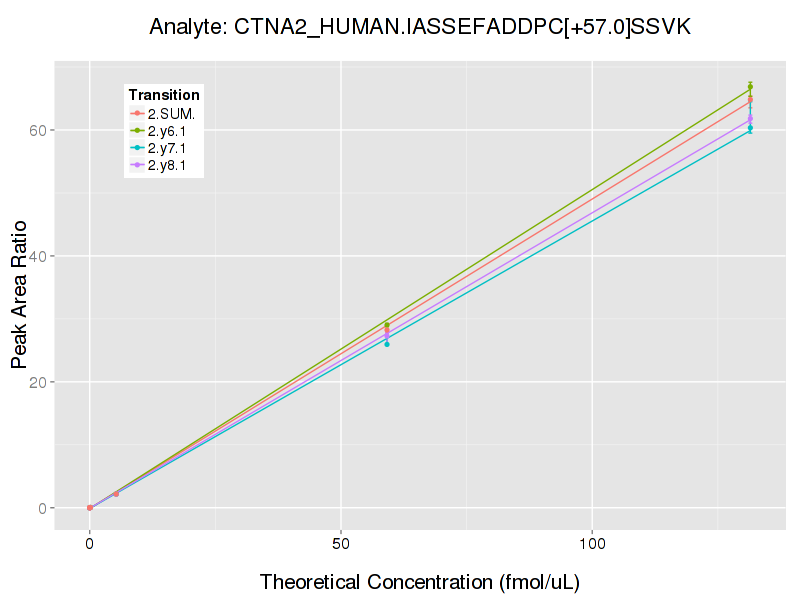 Analyte: CTNA2_HUMAN.IASSEFADDPC[+57.0]SSVK
Transition
2.SUM.
2.y6.1
2.y7.1
2.y8.1
Peak Area Ratio
60
40
20
0
0 50 100
Theoretical Concentration (fmol/uL)